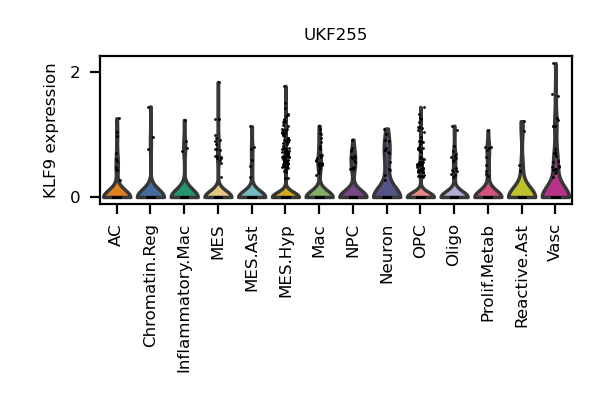 UKF255
KLF9 expression
2
0
AC
Chromatin.Reg
Inflammatory.Mac
MES
MES.Ast
MES.Hyp
Mac
NPC
Neuron
OPC
Oligo
Prolif.Metab
Reactive.Ast
Vasc